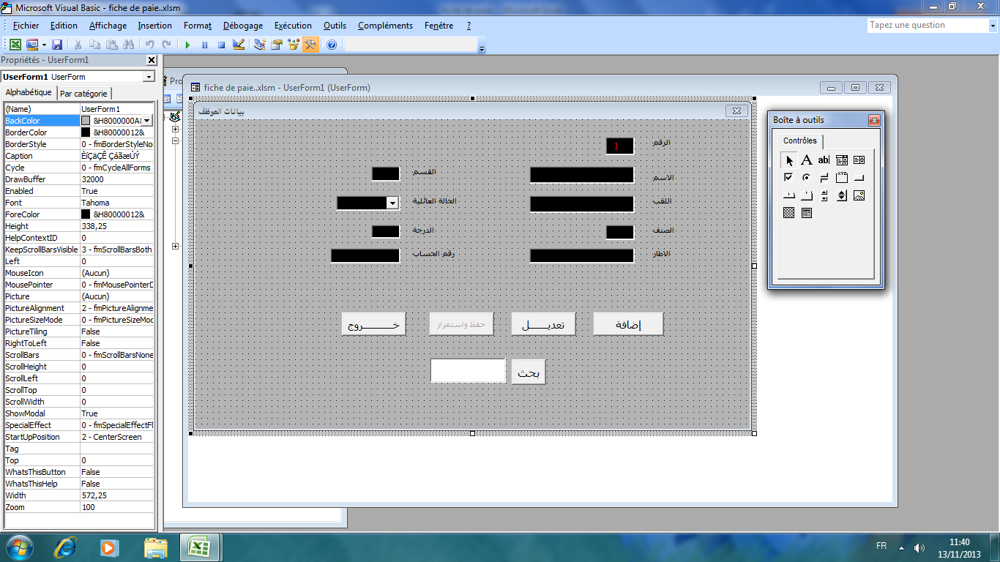 Microsoft Visual Basic - fiche de paie..xlsm
Fichier Edition Affichage Insertion Format Débogage Exécution Outils Compléments Fenêtre ?
Tapez une question
Propriétés - UserForm1
UserForm1 UserForm
Alphabétique Par catégorie
(Name) UserForm1
BackColor &H8000000A&
BorderColor &H80000012&
BorderStyle 0 - fmBorderStyleNo
Caption ÈíÇäÇÊ ÇáãæÙÝ
Cycle 0 - fmCycleAllForms
DrawBuffer 32000
Enabled True
Font Tahoma
ForeColor &H80000012&
Height 338,25
HelpContextID 0
KeepScrollBarsVisible 3 - fmScrollBarsBoth
Left 0
MouseIcon (Aucun)
MousePointer 0 - fmMousePointerD
Picture (Aucun)
PictureAlignment 2 - fmPictureAlignme
PictureSizeMode 0 - fmPictureSizeMod
PictureTiling False
RightToLeft False
ScrollBars 0 - fmScrollBarsNone
ScrollHeight 0
ScrollLeft 0
ScrollTop 0
ScrollWidth 0
ShowModal True
SpecialEffect 0 - fmSpecialEffectFl
StartUpPosition 2 - CenterScreen
Tag
Top 0
WhatsThisButton False
WhatsThisHelp False
Width 572,25
Zoom 100
Pro
fiche de paie..xlsm - UserForm1 (UserForm)
بيانات الموظف
الرقم 1
الاسم
القسم
اللقب
الحالة العائلية
الصنف
الدرجة
الاطار
رقم الحساب
إضافة تعديـــــل حفظ واستمرار خـــــــــروج
بحث
Boîte à outils
Contrôles
FR
11:40
13/11/2013